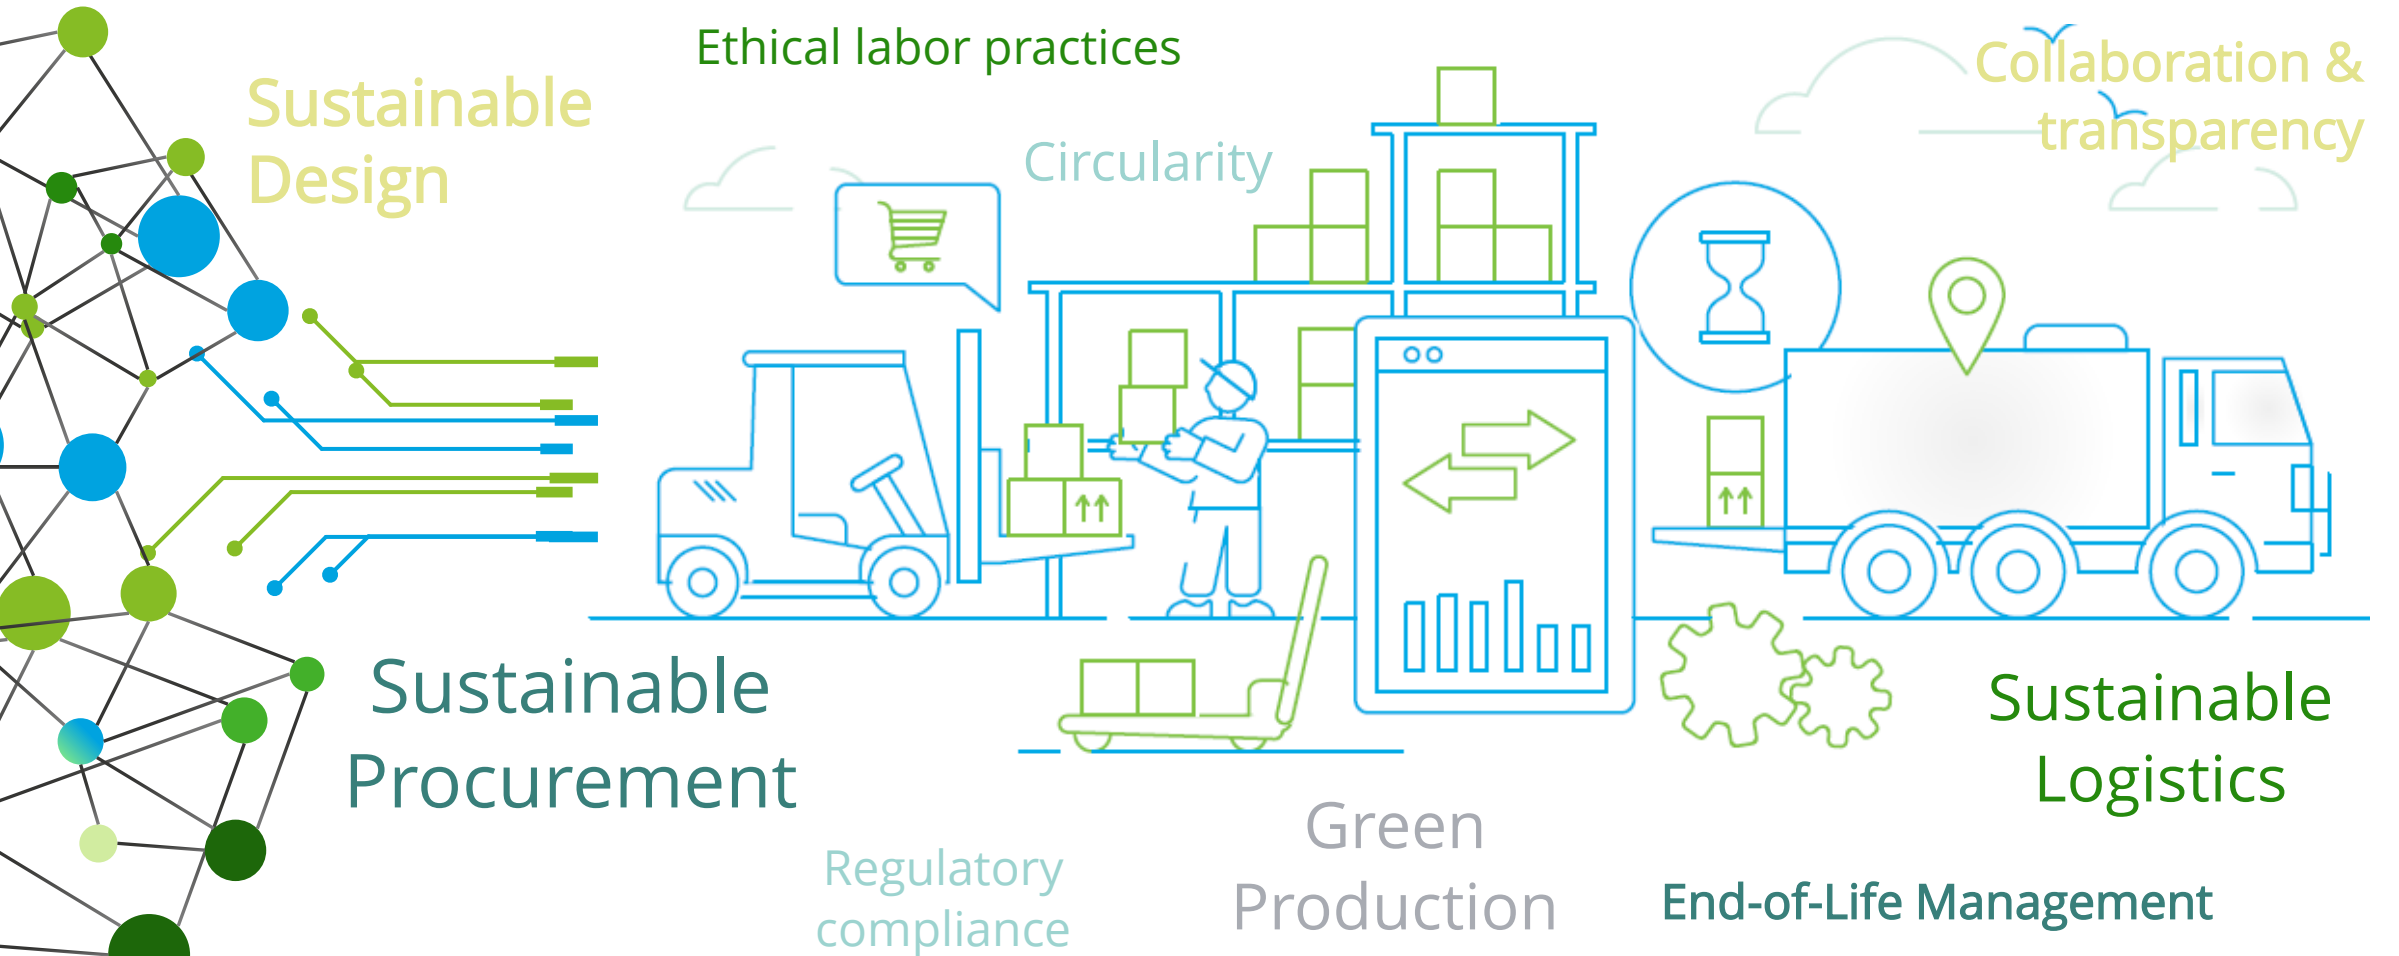 Ethical labor practices
Collaboration &
transparency
Sustainable
Design
Circularity
Sustainable
Procurement
Sustainable
Logistics
Green
Production
Regulatory
compliance
End-of-Life Management